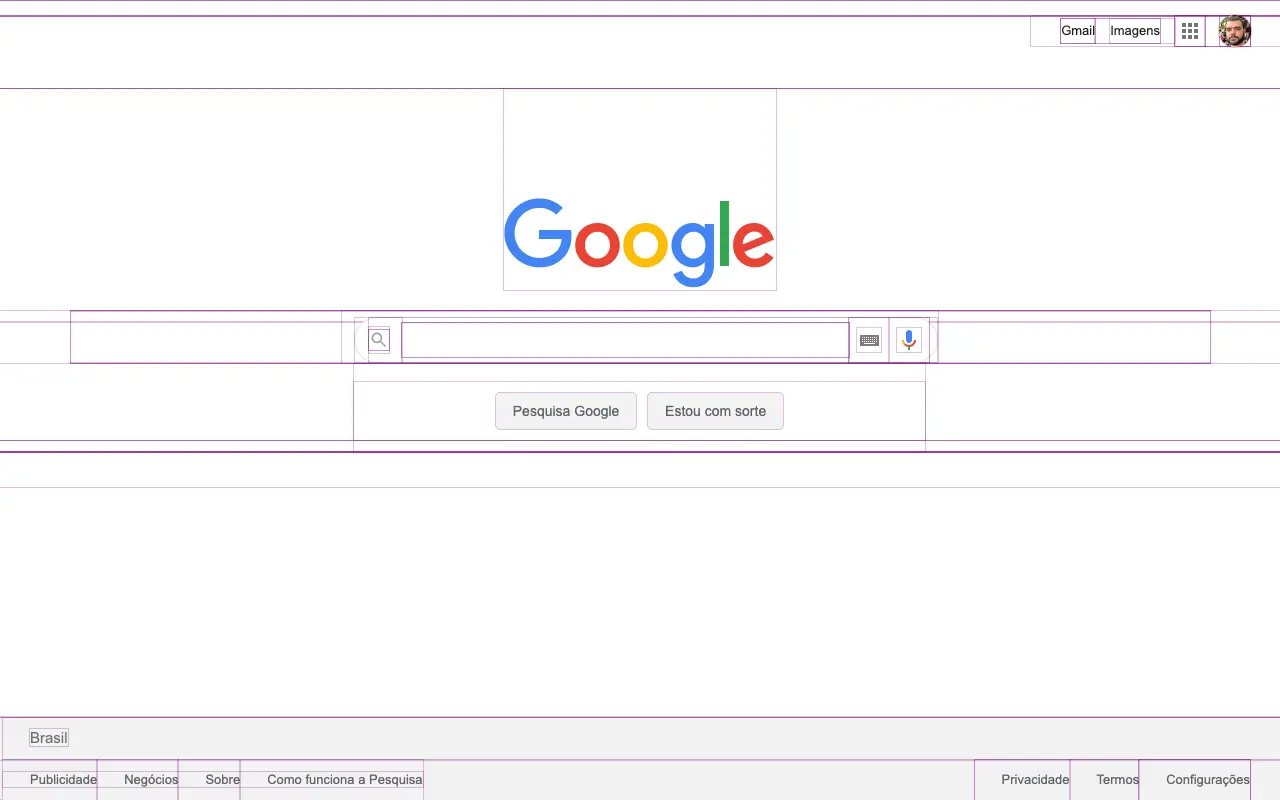 Gmail Imagens
Google
Pesquisa Google Estou com sorte
Brasil
Publicidade Negócios Sobre Como funciona a Pesquisa Privacidade Termos Configurações